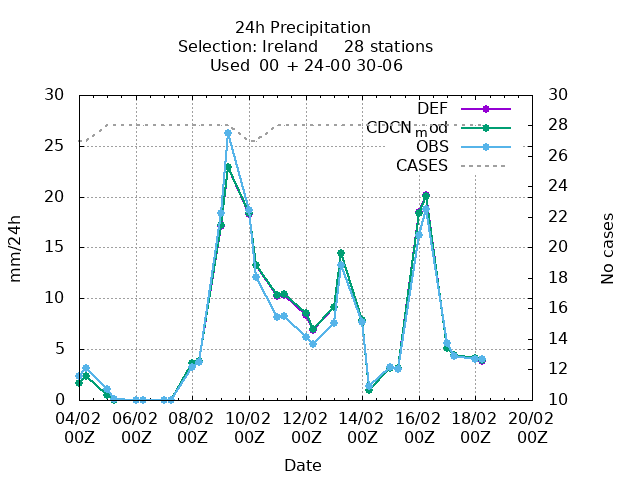 24h Precipitation
Selection: Ireland 28 stations
Used 00 + 24-00 30-06
30 30
DEF
CDCN_mod
OBS
CASES
25 28
26
20 24
22
15 20
18
10 16
14
5 12
0 10
04/02 06/02 08/02 10/02 12/02 14/02 16/02 18/02 20/02
00Z 00Z 00Z 00Z 00Z 00Z 00Z 00Z 00Z
mm/24h
No cases
Date